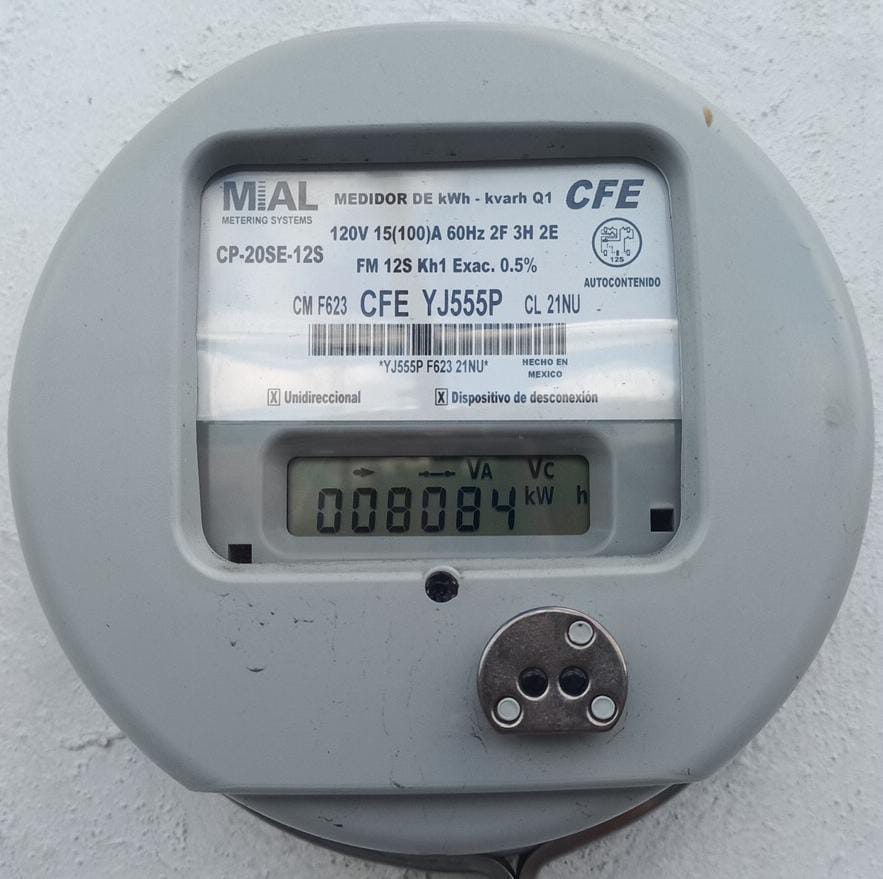 MIAL MEDIDOR DE kWh - kvarh Q1 CFE
METERING SYSTEMS
120V 15(100)A 60Hz 2F 3H 2E
CP-20SE-12S
FM 12S Kh1 Exac. 0.5%
12S
AUTOCONTENIDO
CM F623 CFE YJ555P CL 21NU
*YJ555P F623 21NU*
HECHO EN
MEXICO
X Unidireccional X Dispositivo de desconexión
VA VC
008084 kW h